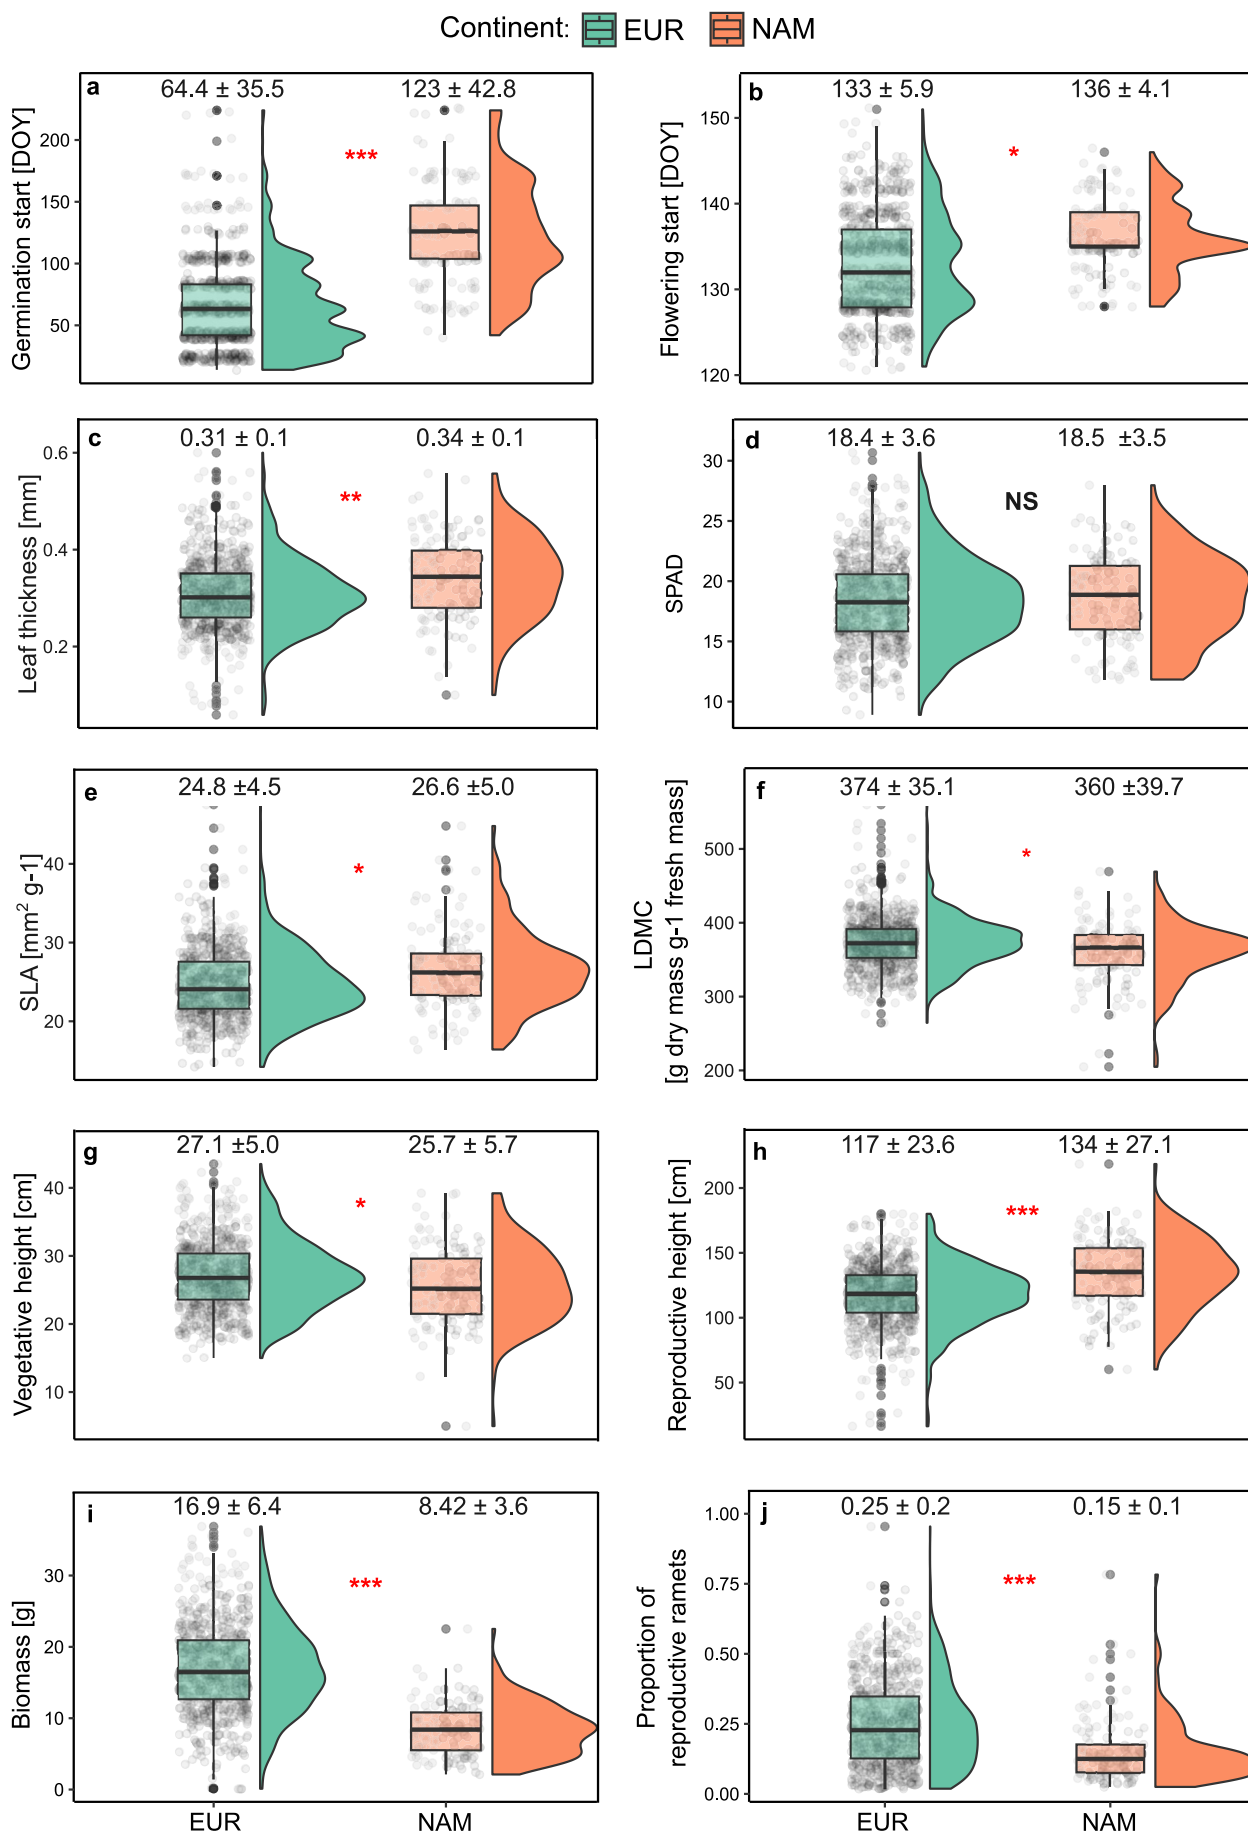 Continent: EUR NAM
a
64.4 ± 35.5
123 ± 42.8
***
Germination start [DOY]
200
150
100
50
b
133 ± 5.9
136 ± 4.1
*
Flowering start [DOY]
150
140
130
120
c
0.31 ± 0.1
0.34 ± 0.1
**
Leaf thickness [mm]
0.6
0.4
0.2
d
18.4 ± 3.6
18.5 ±3.5
NS
SPAD
30
25
20
15
10
e
24.8 ±4.5
26.6 ±5.0
*
SLA [mm² g-1]
40
30
20
f
374 ± 35.1
360 ±39.7
*
LDMC
[g dry mass g-1 fresh mass]
500
400
300
200
g
27.1 ±5.0
25.7 ± 5.7
*
Vegetative height [cm]
40
30
20
10
h
117 ± 23.6
134 ± 27.1
***
Reproductive height [cm]
200
150
100
50
i
16.9 ± 6.4
8.42 ± 3.6
***
Biomass [g]
30
20
10
0
EUR
NAM
j
0.25 ± 0.2
0.15 ± 0.1
***
Proportion of
reproductive ramets
1.00
0.75
0.50
0.25
0.00
EUR
NAM